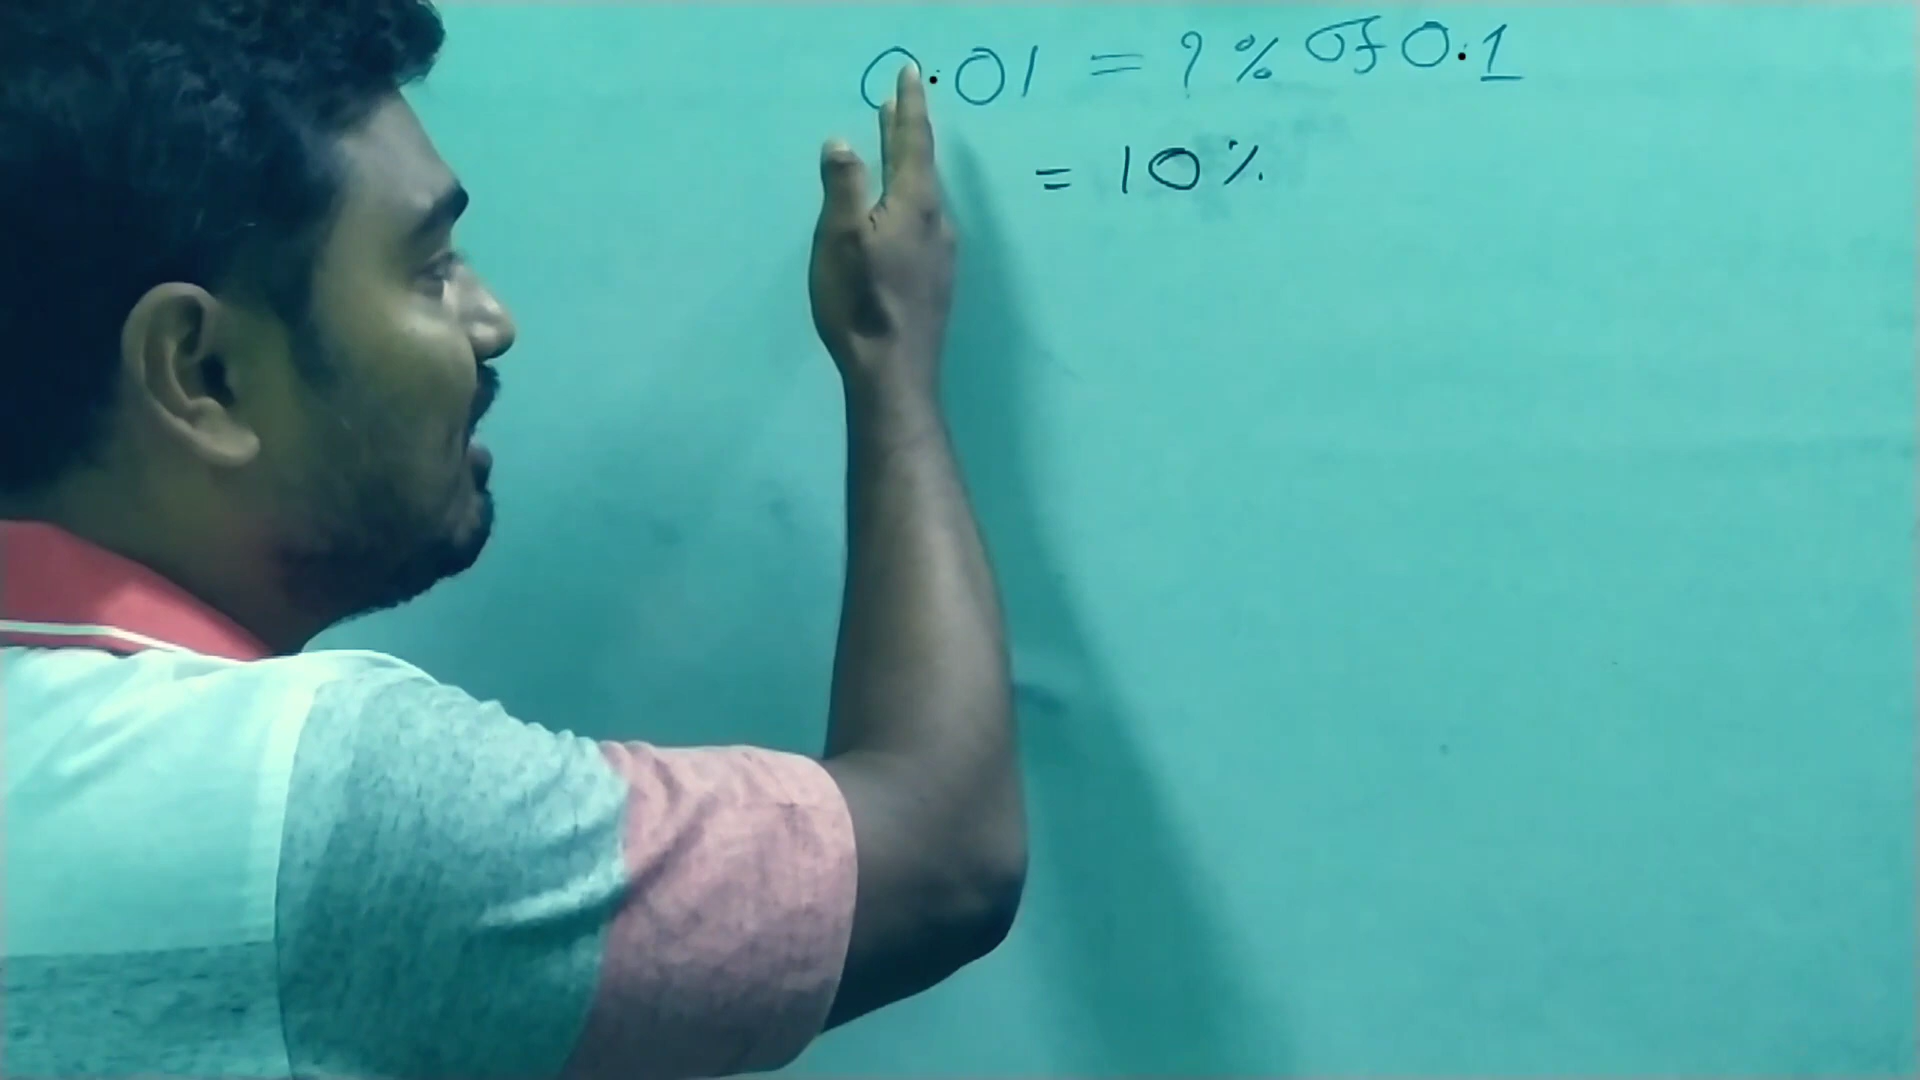 0.01 = ?% of 0.1
= 10%